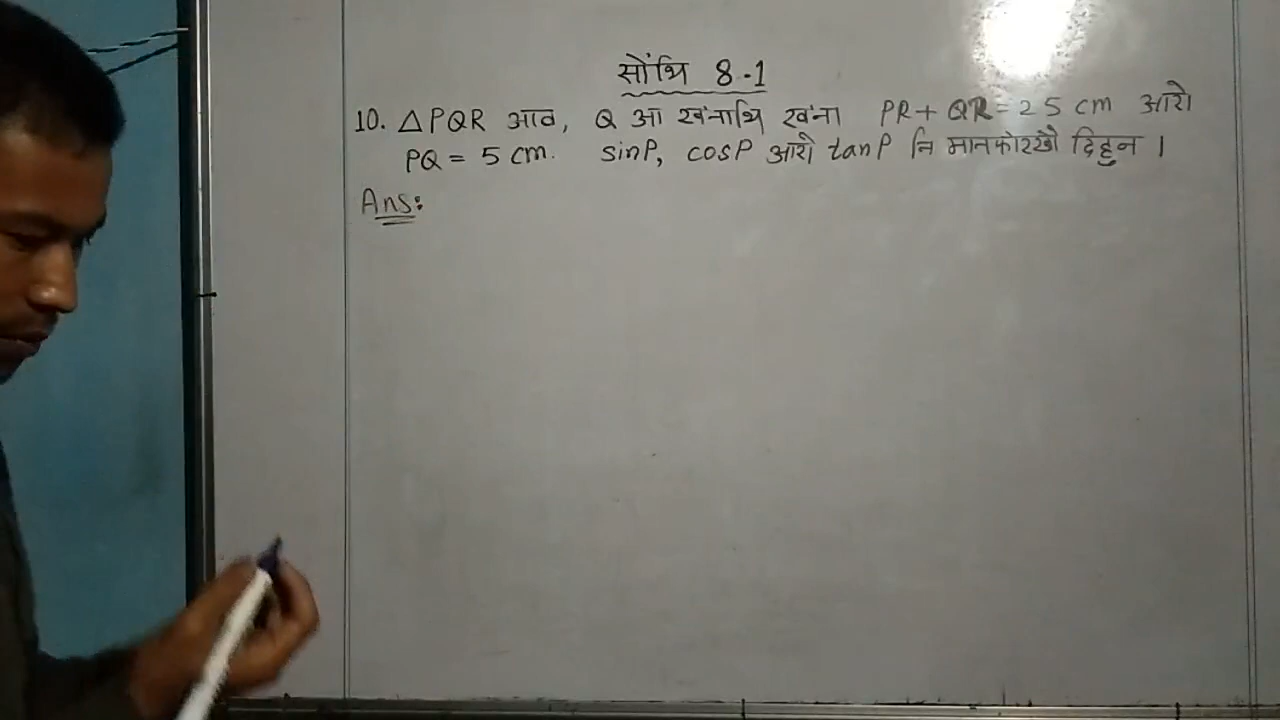 सोंथि 8.1
10. △PQR आव, Q आ खंनाथि खंना PR + QR = 25 cm आरो
PQ = 5 cm. sinP, cosP आरो tanP नि मानफोरखौ दिहुन ।
Ans: